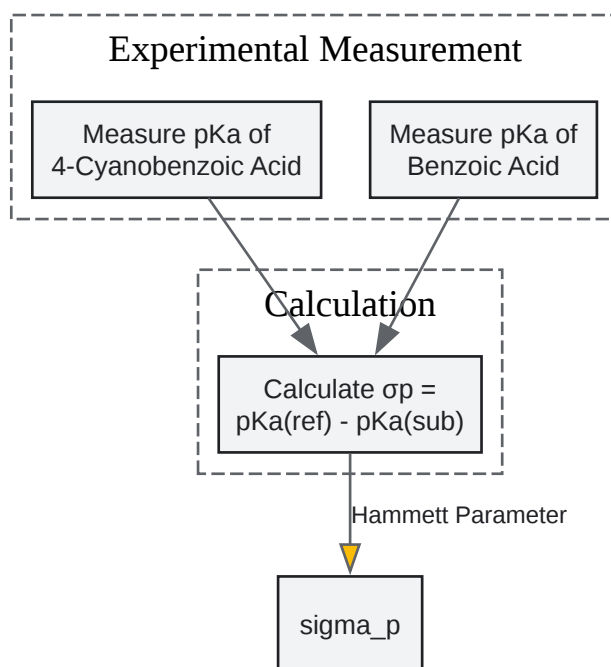 Experimental Measurement
Measure pKa of
4-Cyanobenzoic Acid
Measure pKa of
Benzoic Acid
Calculation
Calculate σp =
pKa(ref) - pKa(sub)
Hammett Parameter
sigma_p